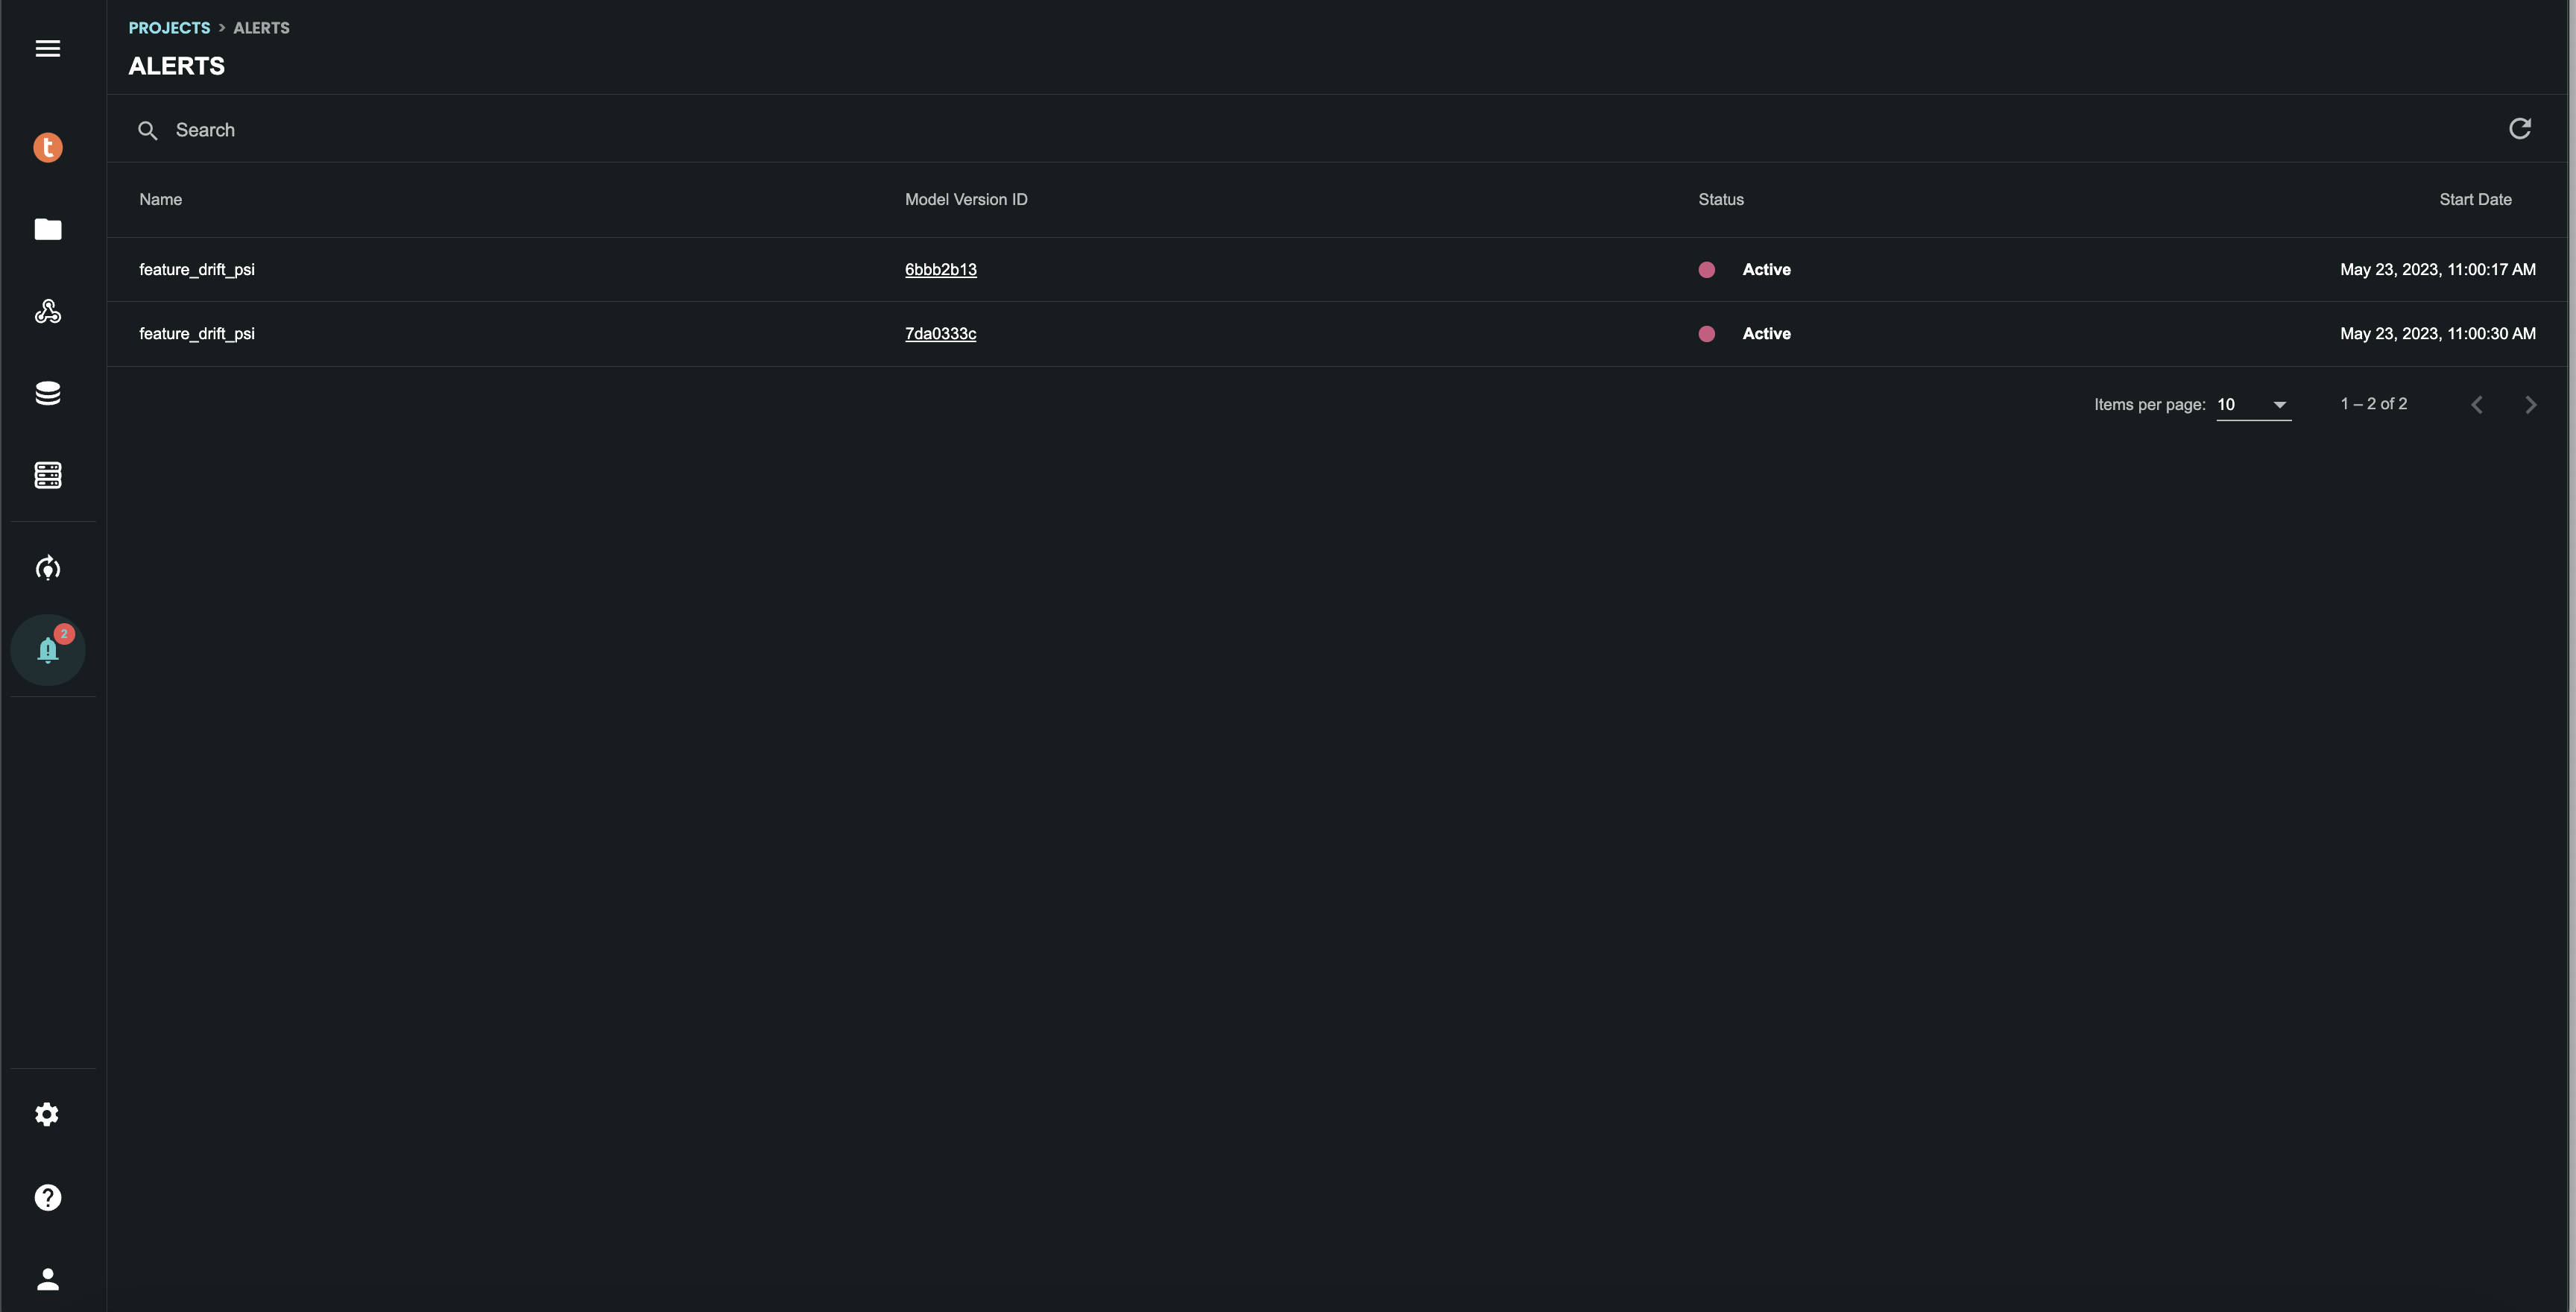 PROJECTS > ALERTS
ALERTS
Search
Name Model Version ID Status Start Date
feature_drift_psi 6bbb2b13 Active May 23, 2023, 11:00:17 AM
feature_drift_psi 7da0333c Active May 23, 2023, 11:00:30 AM
Items per page: 10 1 – 2 of 2
t
2